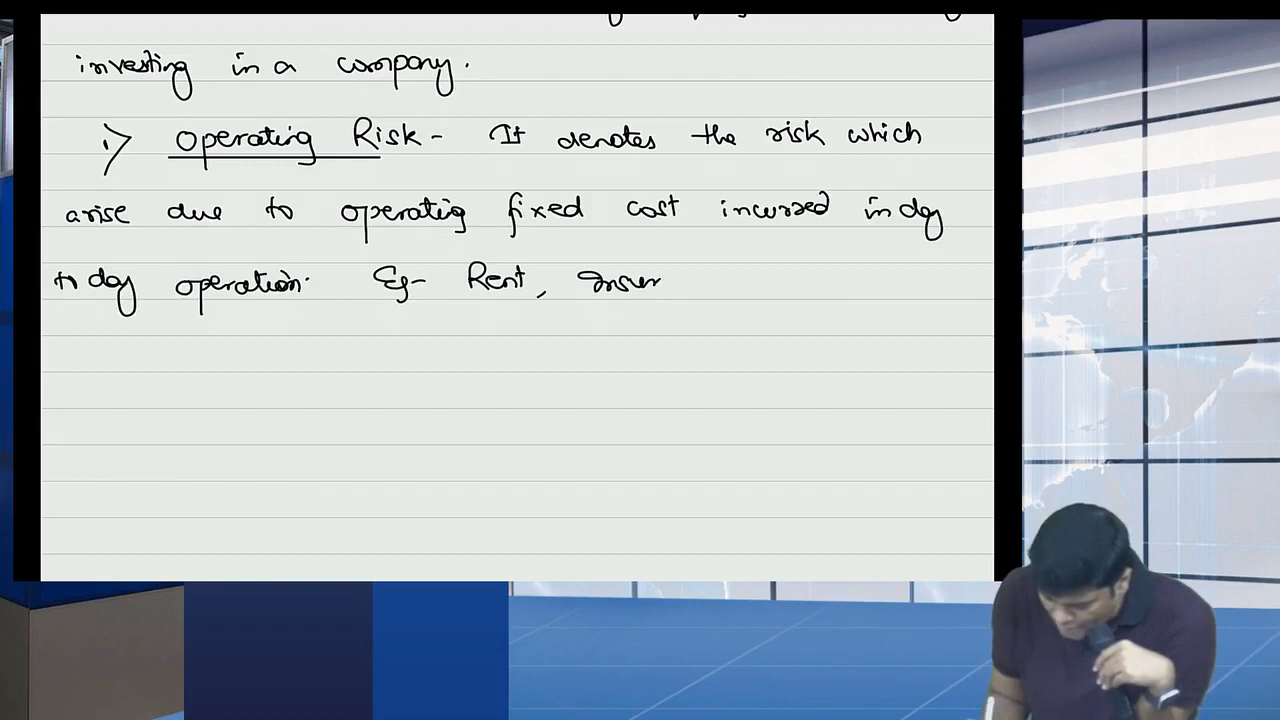 investing in a company.
i) Operating Risk - It denotes the risk which
arise due to operating fixed cost incurred in day
to day operation. Eg- Rent, Insur